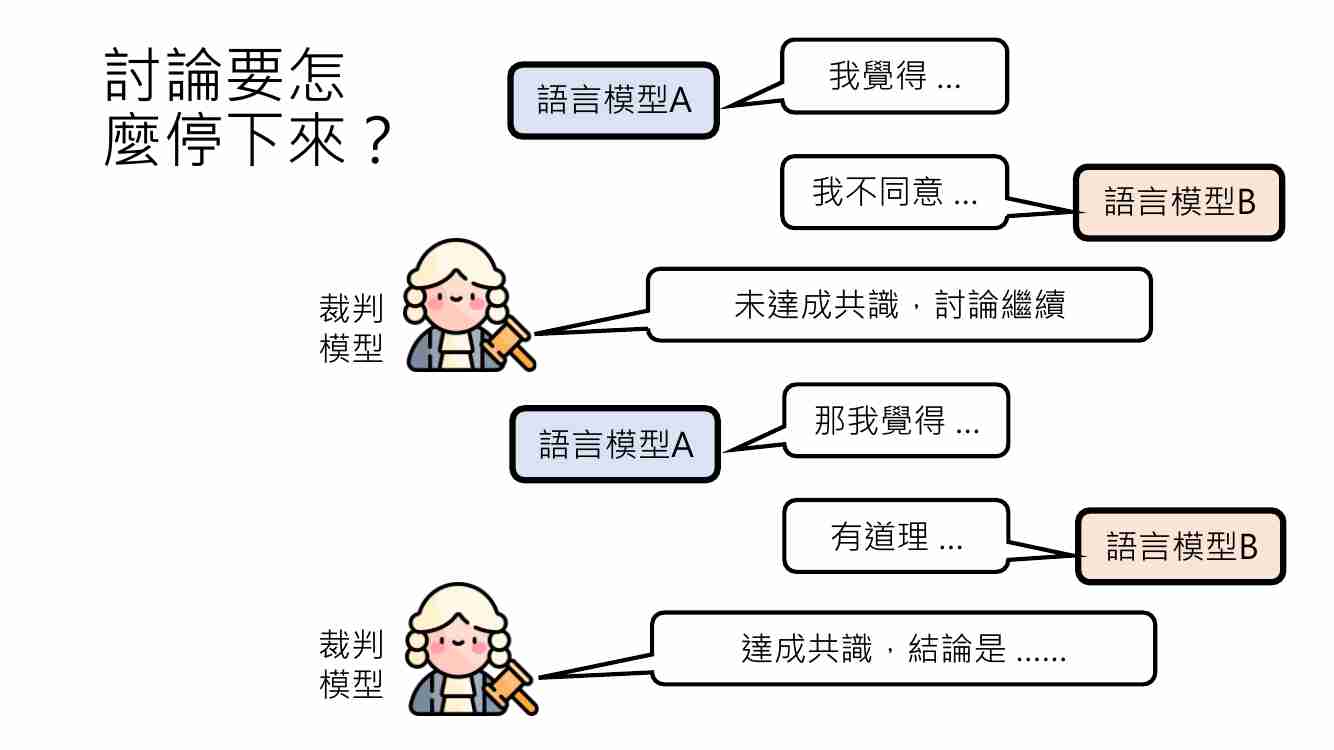 討論要怎
麼停下來？
語言模型A
我覺得 ...
我不同意 ...
語言模型B
裁判
模型
未達成共識，討論繼續
語言模型A
那我覺得 ...
有道理 ...
語言模型B
裁判
模型
達成共識，結論是 ......